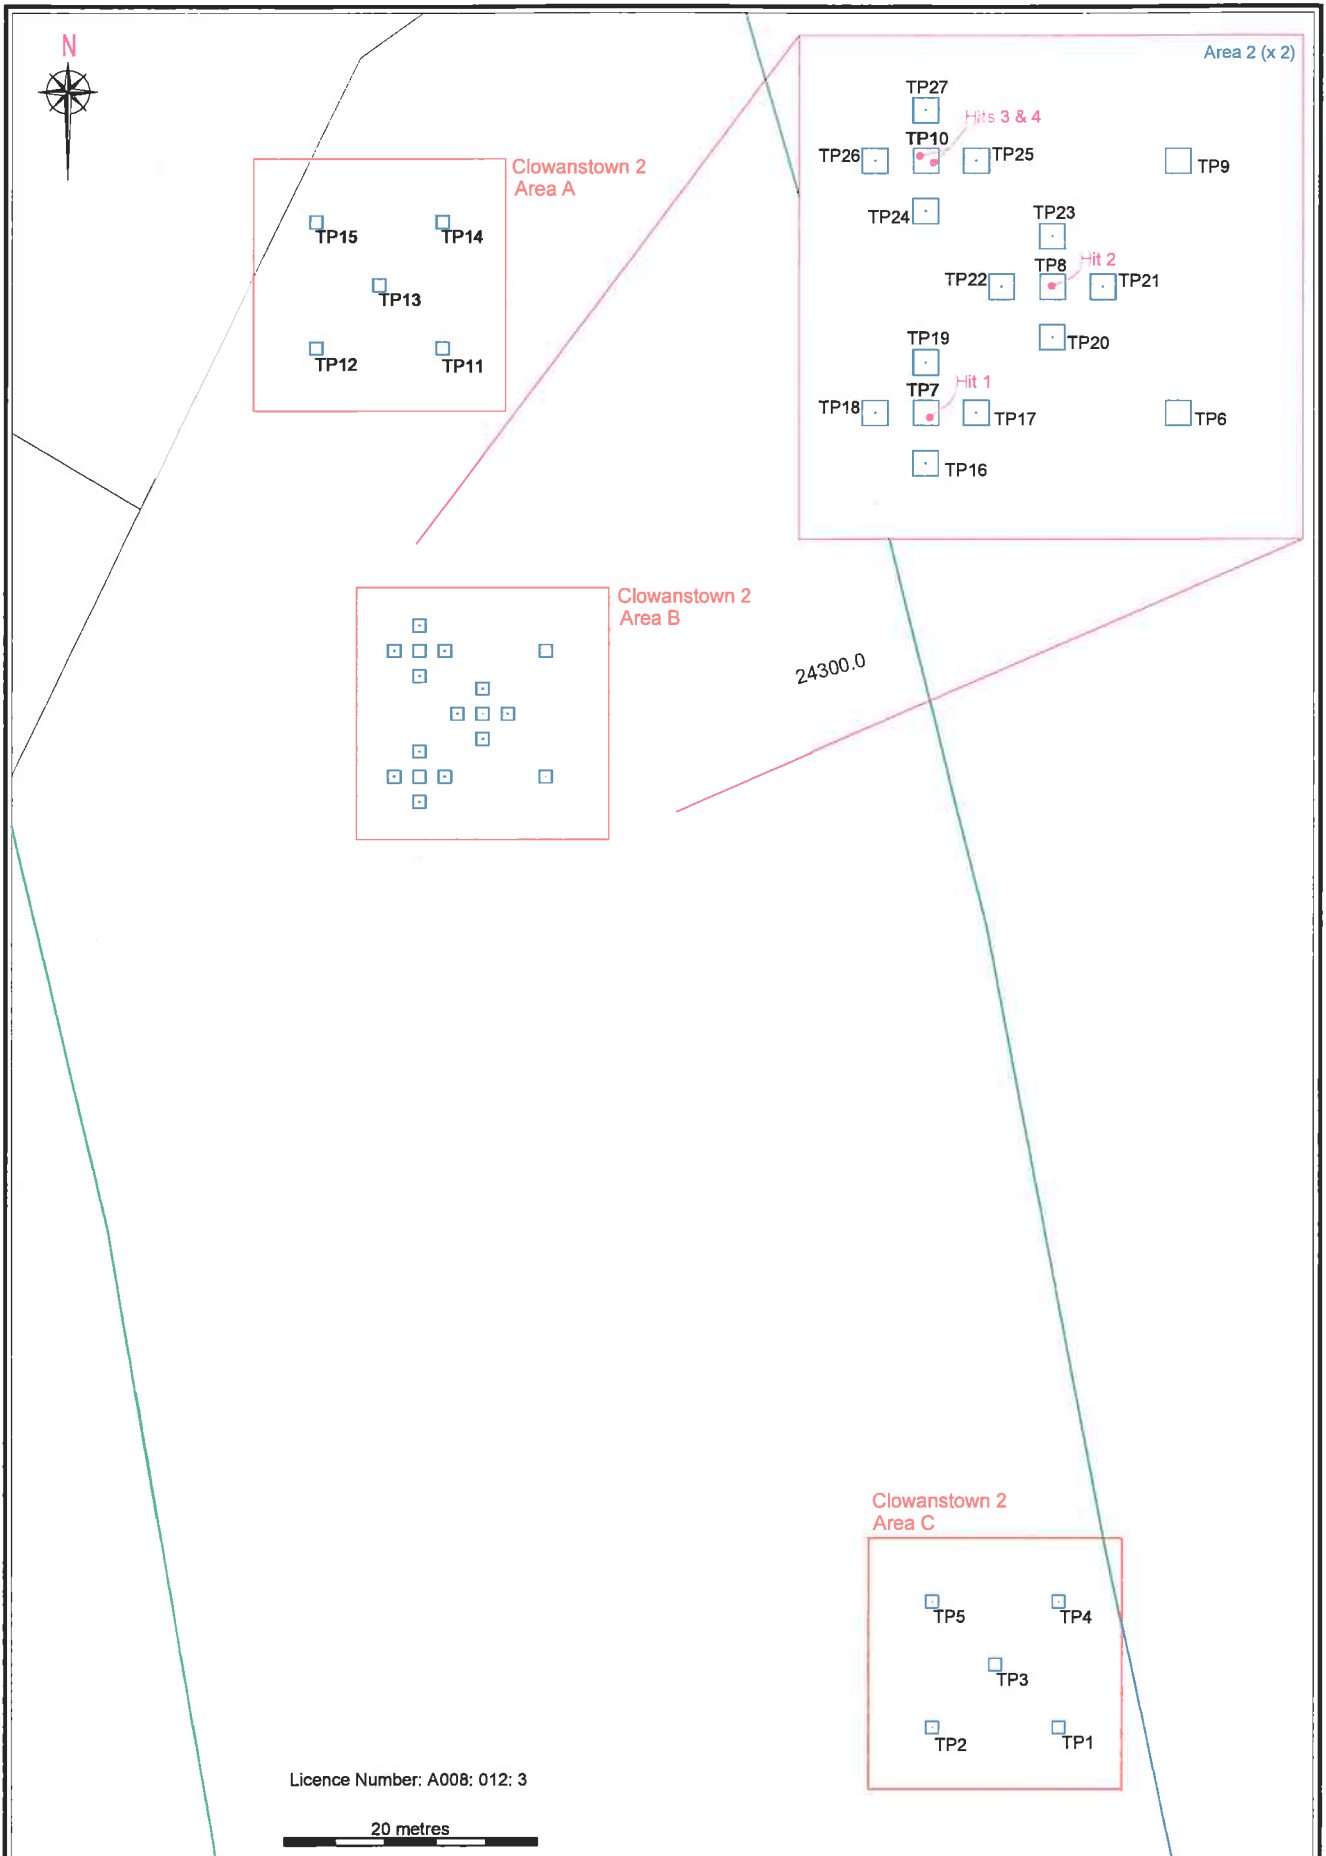 N
Area 2 (x 2)
TP27
Hits 3 & 4
TP10
TP26
TP25
TP9
TP24
TP23
Hit 2
TP8
TP22
TP21
TP19
TP20
Hit 1
TP7
TP18
TP17
TP6
TP16
Clowanstown 2
Area A
TP15
TP14
TP13
TP12
TP11
Clowanstown 2
Area B
24300.0
Clowanstown 2
Area C
TP5
TP4
TP3
TP2
TP1
Licence Number: A008: 012: 3
20 metres